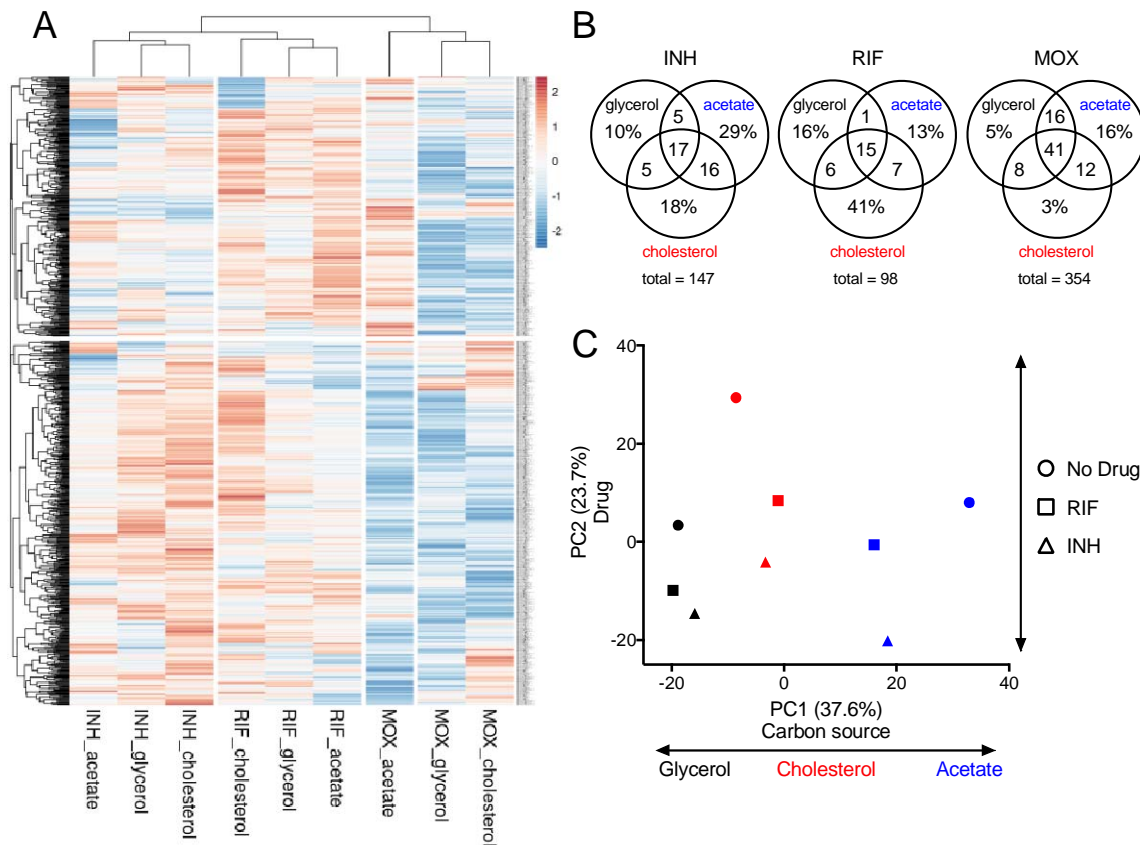 A
2
1
0
-1
-2
INH_acetate
INH_glycerol
INH_cholesterol
RIF_cholesterol
RIF_glycerol
RIF_acetate
MOX_acetate
MOX_glycerol
MOX_cholesterol
B
INH
glycerol
5
acetate
10%
29%
17
5
16
18%
cholesterol
total = 147
RIF
glycerol
1
acetate
16%
13%
15
6
7
41%
cholesterol
total = 98
MOX
glycerol
16
acetate
5%
16%
41
8
12
3%
cholesterol
total = 354
C
PC2 (23.7%)
Drug
40
20
0
-20
-20
0
20
40
PC1 (37.6%)
Carbon source
Glycerol
Cholesterol
Acetate
No Drug
RIF
INH